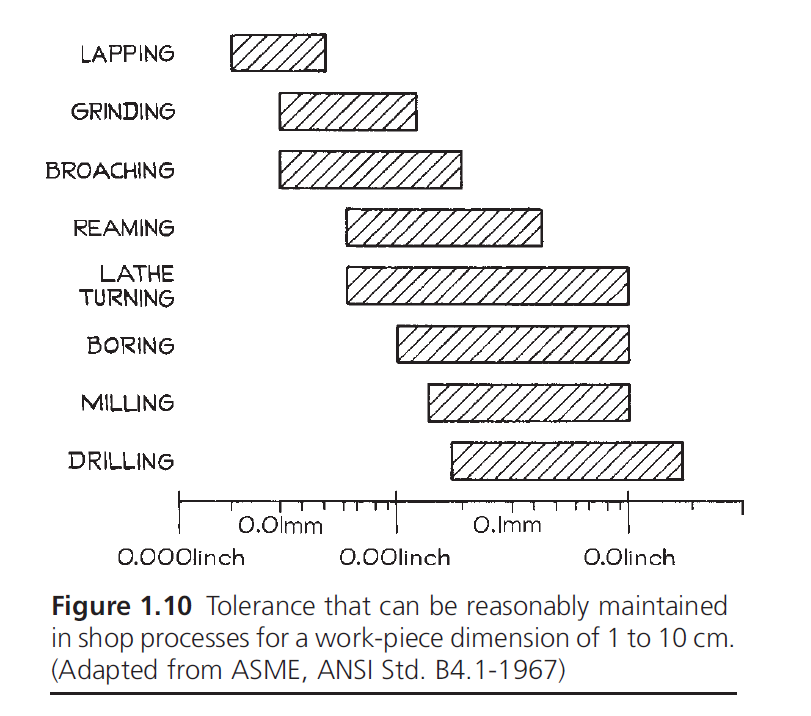 LAPPING
GRINDING
BROACHING
REAMING
LATHE
TURNING
BORING
MILLING
DRILLING
0.01mm 0.1mm
0.0001inch 0.001inch 0.01inch
Figure 1.10 Tolerance that can be reasonably maintained
in shop processes for a work-piece dimension of 1 to 10 cm.
(Adapted from ASME, ANSI Std. B4.1-1967)